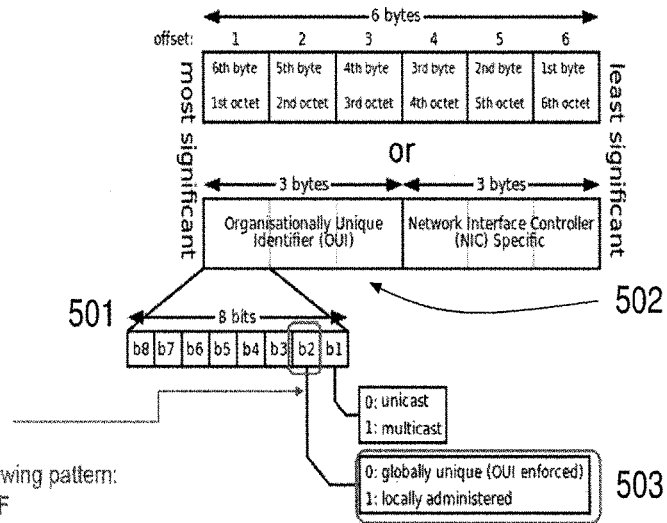 6 bytes
offset: 1 2 3 4 5 6
most significant
6th byte 5th byte 4th byte 3rd byte 2nd byte 1st byte
1st octet 2nd octet 3rd octet 4th octet 5th octet 6th octet
least significant
or
3 bytes 3 bytes
Organisationally Unique
Identifier (OUI)
Network Interface Controller
(NIC) Specific
501
8 bits
502
b8 b7 b6 b5 b4 b3 b2 b1
0: unicast
1: multicast
wing pattern:
F
0: globally unique (OUI enforced)
1: locally administered
503